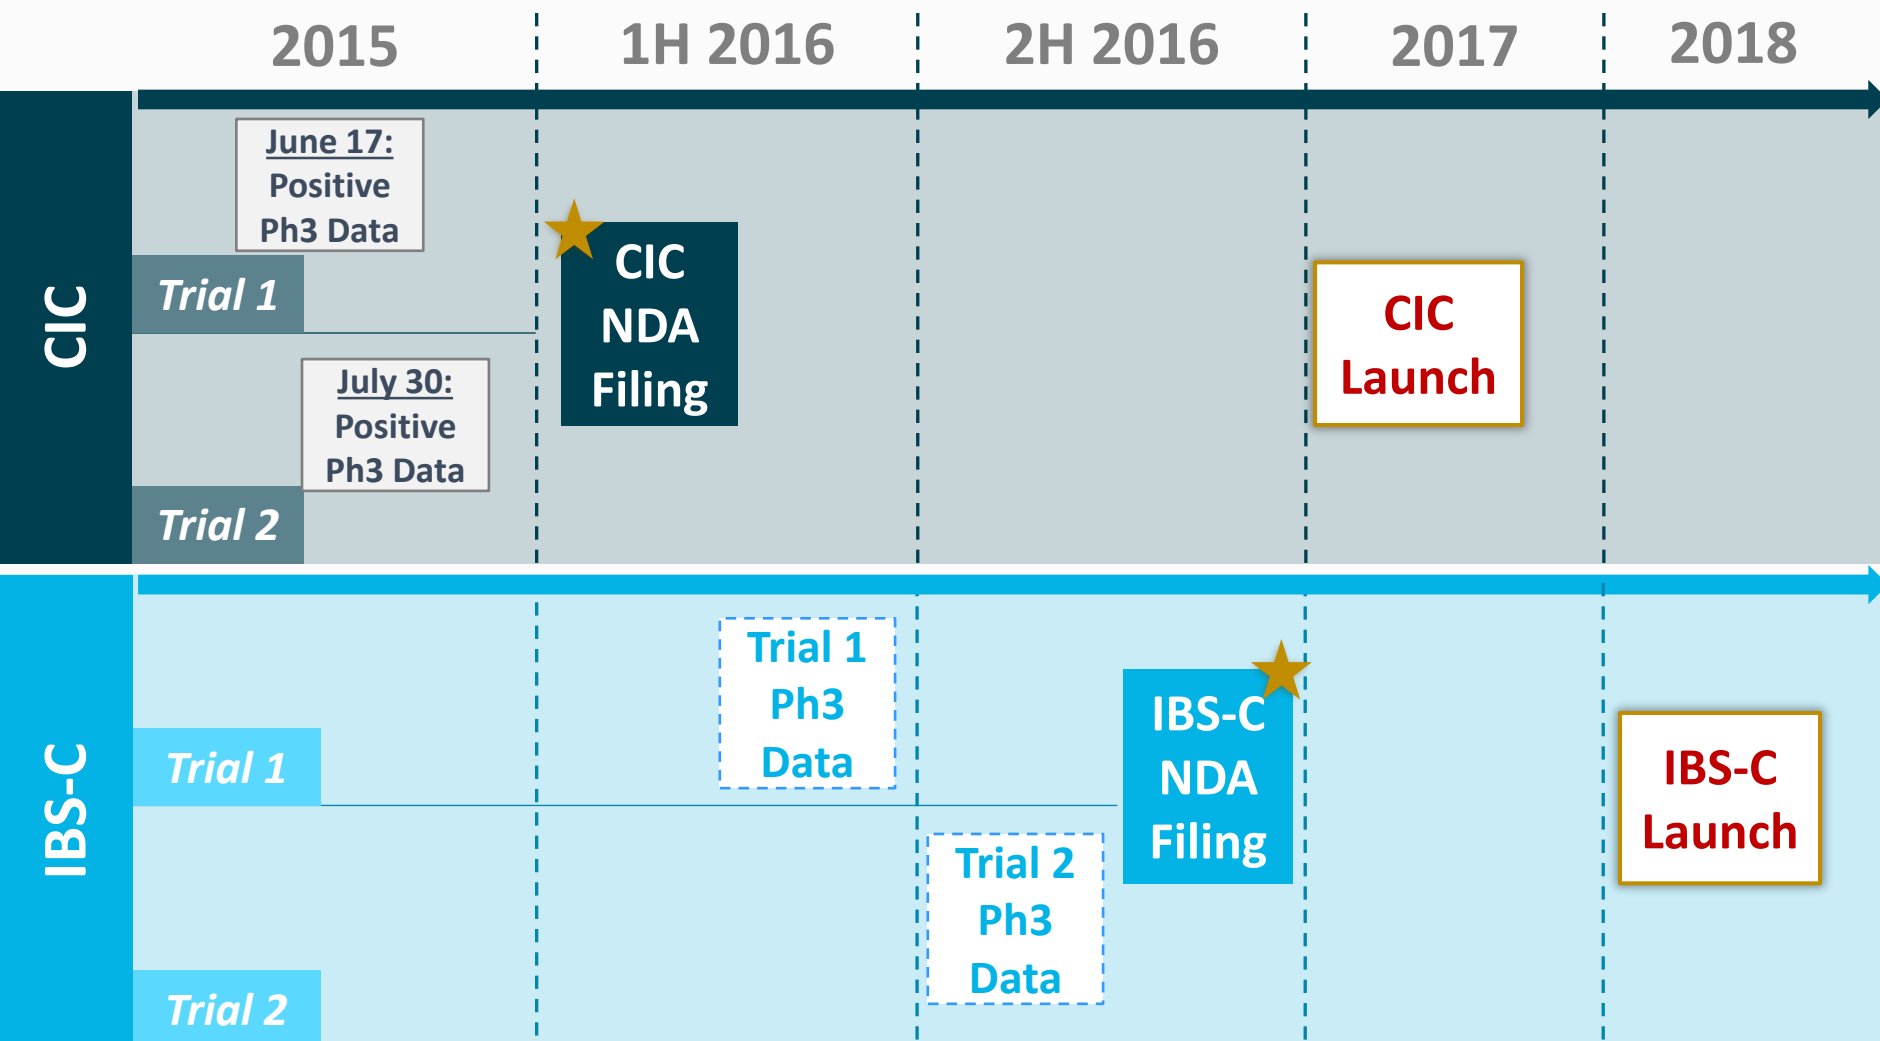 2015
1H 2016
2H 2016
2017
2018
CIC
June 17:
Positive
Ph3 Data
Trial 1
July 30:
Positive
Ph3 Data
Trial 2
CIC
NDA
Filing
CIC
Launch
IBS-C
Trial 1
Trial 2
Trial 1
Ph3
Data
Trial 2
Ph3
Data
IBS-C
NDA
Filing
IBS-C
Launch